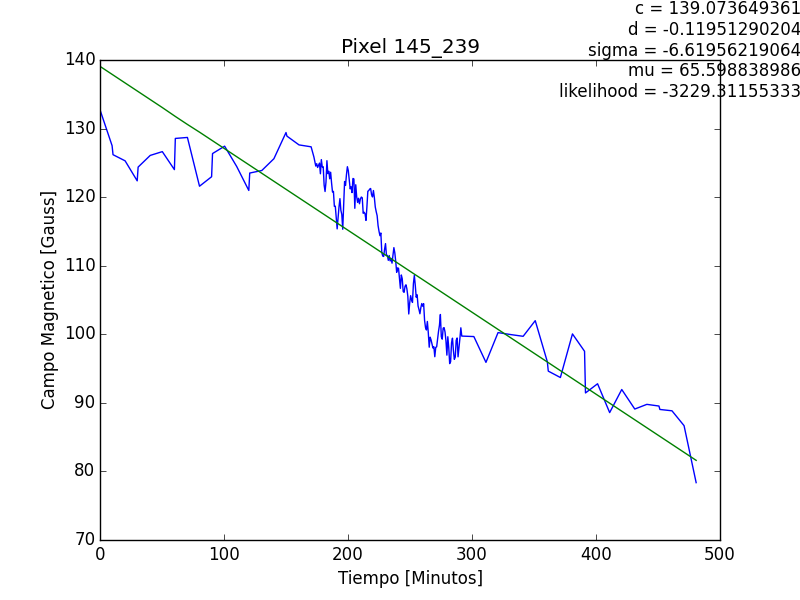 c = 139.073649361
d = -0.11951290204
sigma = -6.61956219064
mu = 65.598838986
likelihood = -3229.31155333
Pixel 145_239
140
130
120
110
100
90
80
70
Campo Magnetico [Gauss]
0 100 200 300 400 500
Tiempo [Minutos]